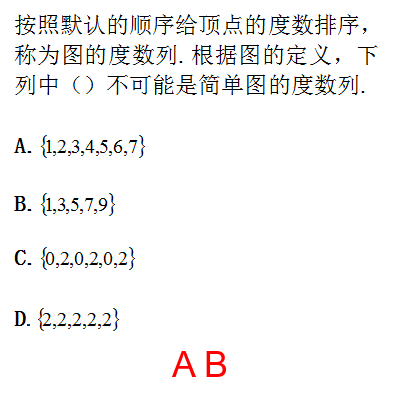 按照默认的顺序给顶点的度数排序，
称为图的度数列. 根据图的定义，下
列中（）不可能是简单图的度数列.
A. {1,2,3,4,5,6,7}
B. {1,3,5,7,9}
C. {0,2,0,2,0,2}
D. {2,2,2,2,2}
A B